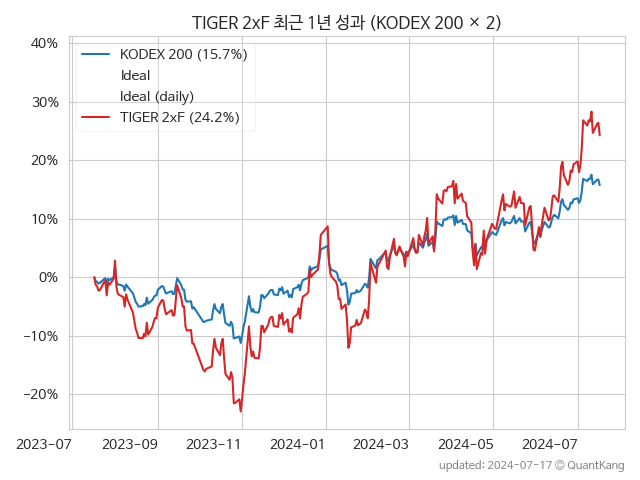 TIGER 2xF 최근 1년 성과 (KODEX 200 × 2)
KODEX 200 (15.7%)
Ideal
Ideal (daily)
TIGER 2xF (24.2%)
40%
30%
20%
10%
0%
−10%
−20%
2023−07
2023−09
2023−11
2024−01
2024−03
2024−05
2024−07
updated: 2024−07−17 © QuantKang